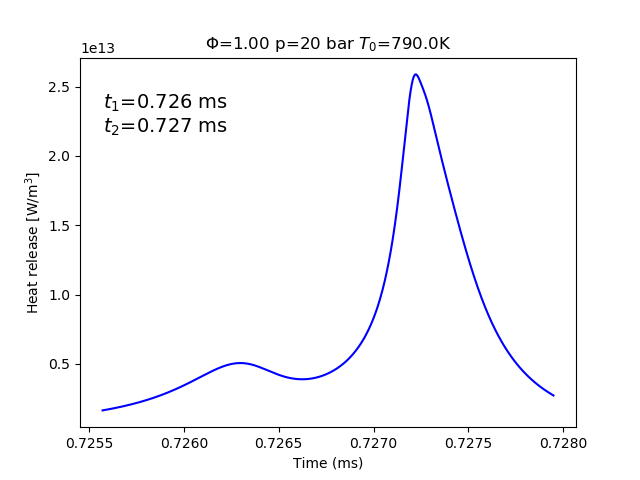 Φ=1.00 p=20 bar T₀=790.0K
1e13
t₁=0.726 ms
t₂=0.727 ms
2.5
2.0
1.5
1.0
0.5
Heat release [W/m³]
0.7255 0.7260 0.7265 0.7270 0.7275 0.7280
Time (ms)